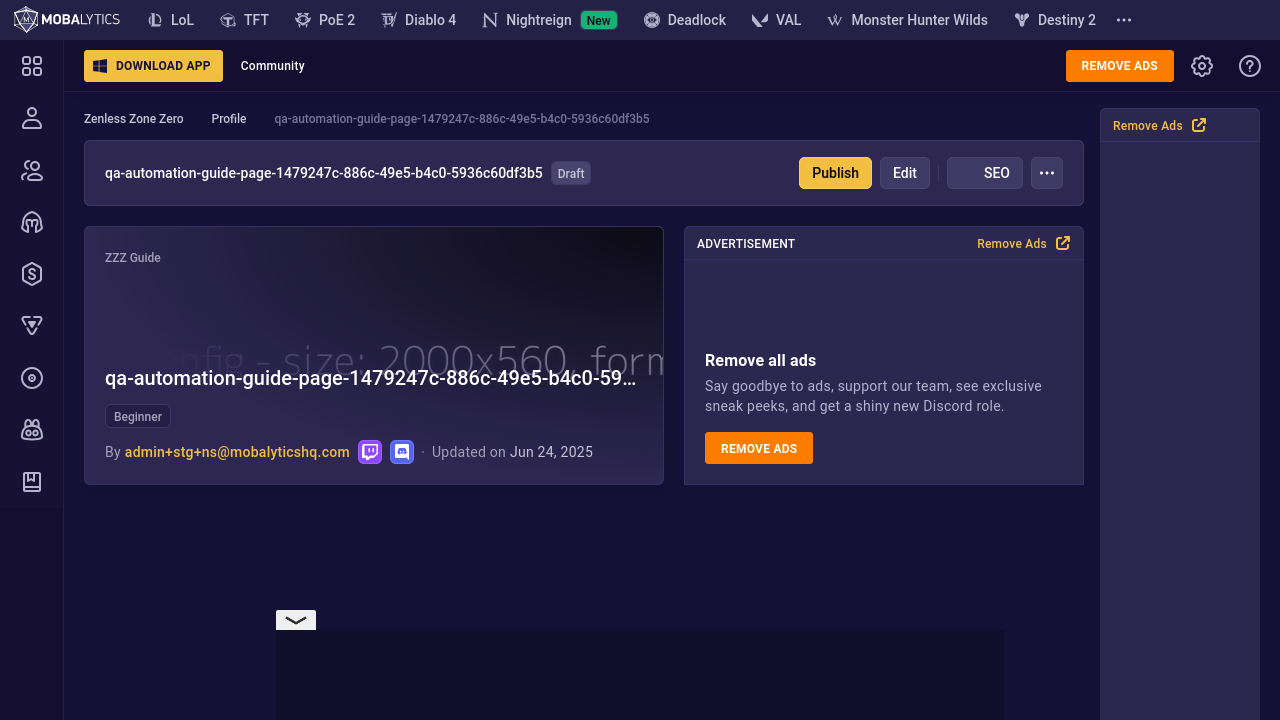 MOBALYTICS
LoL
TFT
PoE 2
Diablo 4
Nightreign New
Deadlock
VAL
Monster Hunter Wilds
Destiny 2
DOWNLOAD APP
Community
REMOVE ADS
Zenless Zone Zero
Profile
qa-automation-guide-page-1479247c-886c-49e5-b4c0-5936c60df3b5
Remove Ads
qa-automation-guide-page-1479247c-886c-49e5-b4c0-5936c60df3b5 Draft
Publish
Edit
SEO
ZZZ Guide
nfig - size: 2000x560, form
qa-automation-guide-page-1479247c-886c-49e5-b4c0-59...
Beginner
By admin+stg+ns@mobalyticshq.com · Updated on Jun 24, 2025
ADVERTISEMENT
Remove Ads
Remove all ads
Say goodbye to ads, support our team, see exclusive
sneak peeks, and get a shiny new Discord role.
REMOVE ADS